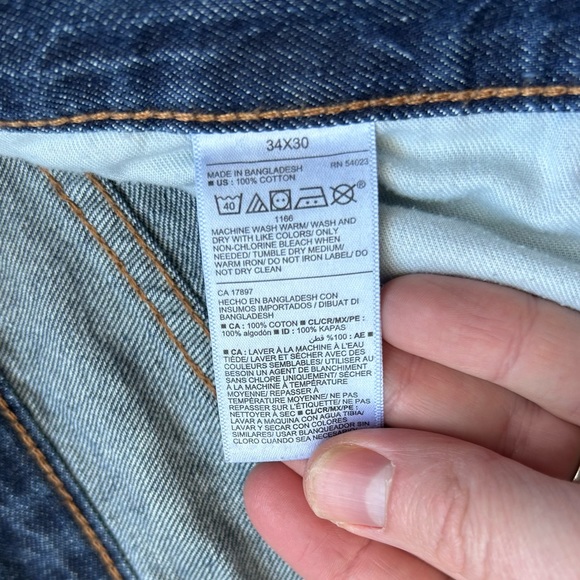 34X30
MADE IN BANGLADESH RN 54023
■ US : 100% COTTON
40
1166
MACHINE WASH WARM/ WASH AND
DRY WITH LIKE COLORS/ ONLY
NON-CHLORINE BLEACH WHEN
NEEDED/ TUMBLE DRY MEDIUM/
WARM IRON/ DO NOT IRON LABEL/ DO
NOT DRY CLEAN
CA 17897
HECHO EN BANGLADESH CON
INSUMOS IMPORTADOS / DIBUAT DI
BANGLADESH
■ CA : 100% COTON ■ CL/CR/MX/PE :
100% algodón ■ ID : 100% KAPAS
■ AE : 100% قطن
■ CA : LAVER À LA MACHINE À L'EAU
TIÈDE/ LAVER ET SÉCHER AVEC DES
COULEURS SEMBLABLES/ UTILISER AU
BESOIN UN AGENT DE BLANCHIMENT
SANS CHLORE UNIQUEMENT/ SÉCHER
À LA MACHINE À TEMPÉRATURE
MOYENNE/ REPASSER À TEMPÉRATURE
MOYENNE/ NE PAS
REPASSER SUR L'ÉTIQUETTE/ NE PAS
NETTOYER À SEC ■ CL/CR/MX/PE :
LAVAR A MAQUINA CON AGUA TIBIA/
LAVAR Y SECAR CON COLORES
SIMILARES/ USAR BLANQUEADOR SIN
CLORO CUANDO SEA NECESA